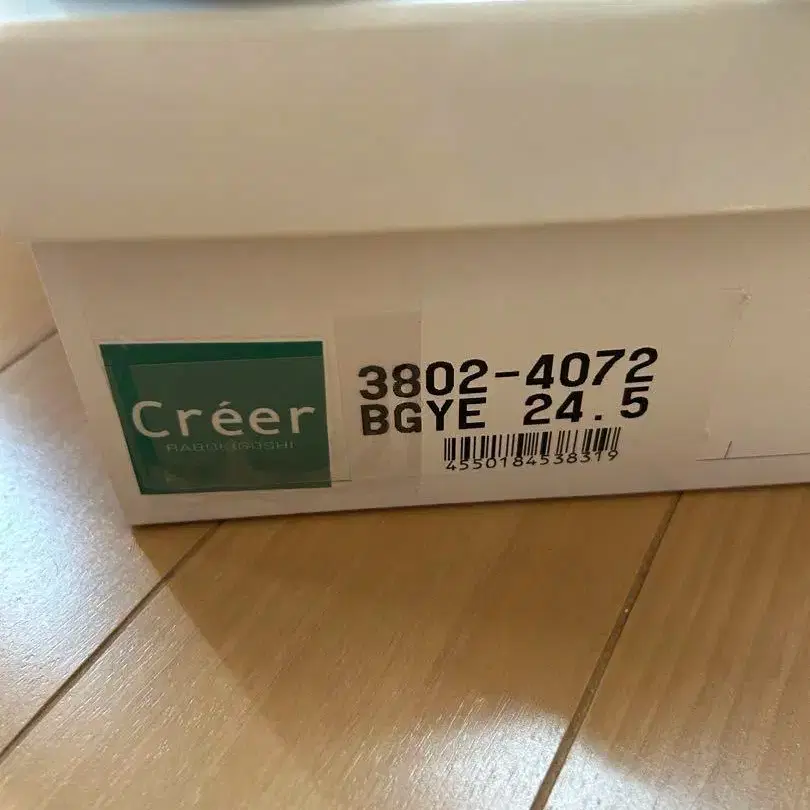 Créer
RABOKIGOSHI
3802-4072
BGYE 24.5
4550184538319